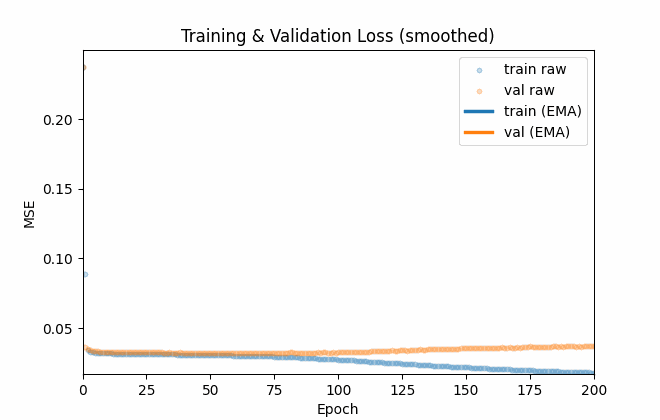 Training & Validation Loss (smoothed)
train raw
val raw
train (EMA)
val (EMA)
0.20
0.15
0.10
0.05
MSE
0 25 50 75 100 125 150 175 200
Epoch